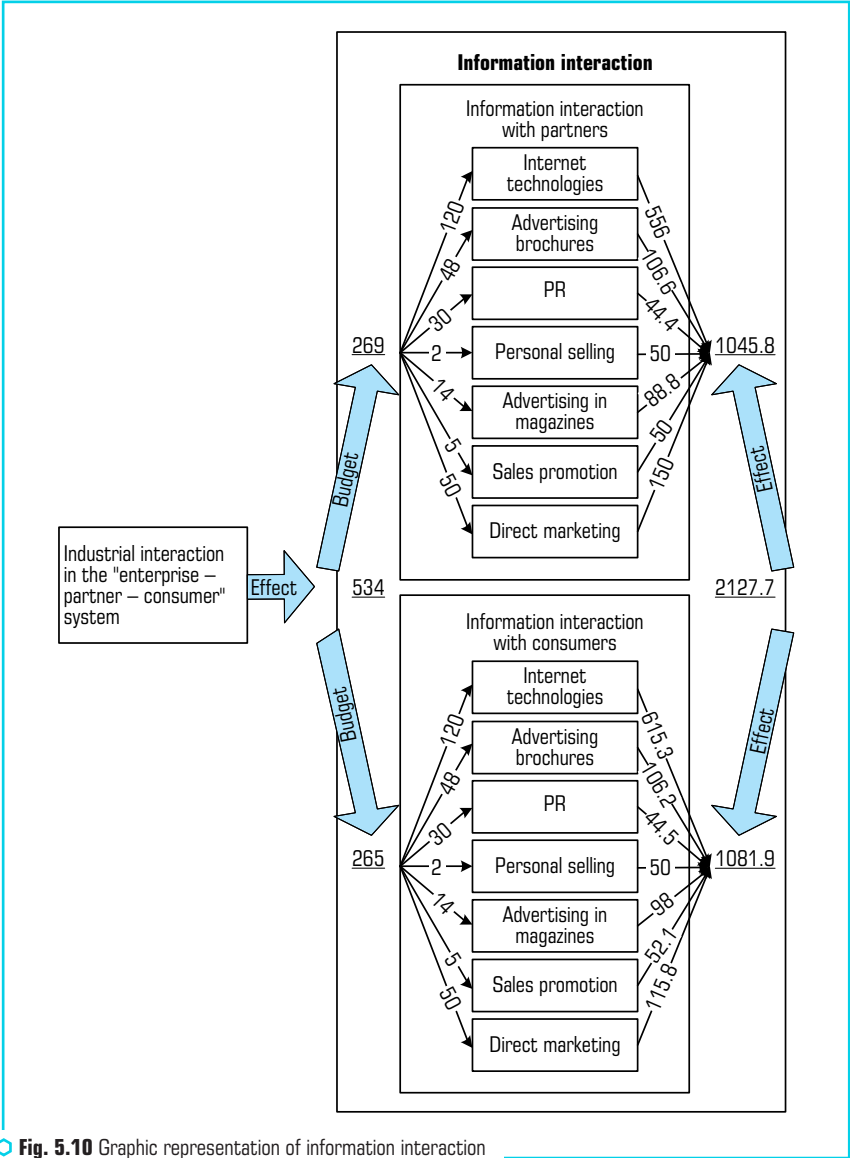 Information interaction
Information interaction
with partners
Internet
technologies
Advertising
brochures
PR
Personal selling
Advertising in
magazines
Sales promotion
Direct marketing
120
48
30
2
14
5
50
556
106.6
44.4
50
88.8
50
150
269
1045.8
Budget
Effect
Industrial interaction
in the "enterprise –
partner – consumer"
system
Effect
534
2127.7
Budget
Effect
Information interaction
with consumers
Internet
technologies
Advertising
brochures
PR
Personal selling
Advertising in
magazines
Sales promotion
Direct marketing
120
48
30
2
14
5
50
615.3
106.2
44.5
50
98
52.1
115.8
265
1081.9
Fig. 5.10 Graphic representation of information interaction